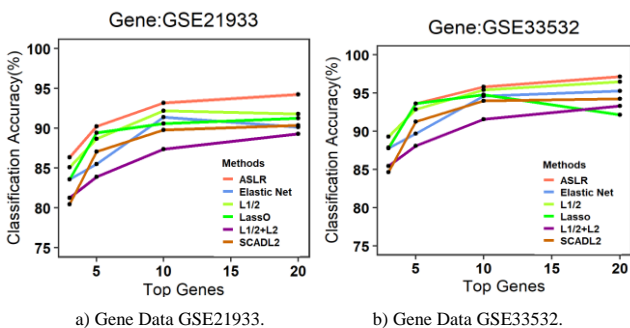 Gene:GSE21933
Classification Accuracy(%)
100
95
90
85
80
75
5
10
15
20
Top Genes
Methods
ASLR
Elastic Net
L1/2
LassO
L1/2+L2
SCADL2
a) Gene Data GSE21933.
Gene:GSE33532
Classification Accuracy(%)
100
95
90
85
80
75
5
10
15
20
Top Genes
Methods
ASLR
Elastic Net
L1/2
Lasso
L1/2+L2
SCADL2
b) Gene Data GSE33532.